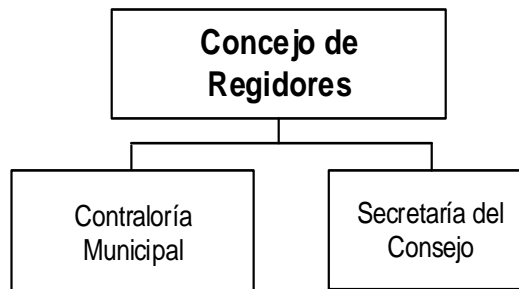 Concejo de
Regidores
Contraloría
Municipal
Secretaría del
Consejo